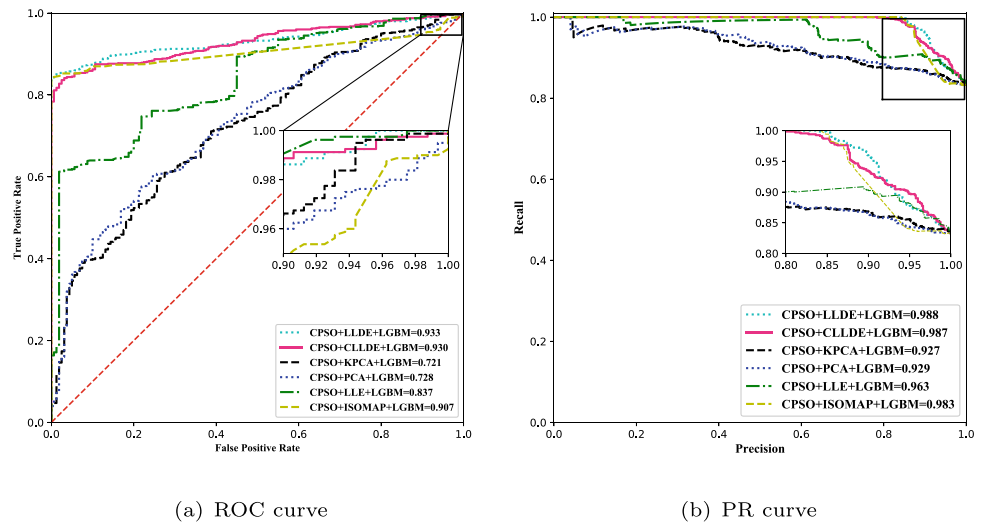 1.0
0.8
0.6
0.4
0.2
0.0
True Positive Rate
0.0 0.2 0.4 0.6 0.8 1.0
False Positive Rate
1.00
0.98
0.96
0.90 0.92 0.94 0.96 0.98 1.00
CPSO+LLDE+LGBM=0.933
CPSO+CLLDE+LGBM=0.930
CPSO+KPCA+LGBM=0.721
CPSO+PCA+LGBM=0.728
CPSO+LLE+LGBM=0.837
CPSO+ISOMAP+LGBM=0.907
(a) ROC curve
1.0
0.8
0.6
0.4
0.2
0.0
Recall
0.0 0.2 0.4 0.6 0.8 1.0
Precision
1.00
0.95
0.90
0.85
0.80
0.80 0.85 0.90 0.95 1.00
CPSO+LLDE+LGBM=0.988
CPSO+CLLDE+LGBM=0.987
CPSO+KPCA+LGBM=0.927
CPSO+PCA+LGBM=0.929
CPSO+LLE+LGBM=0.963
CPSO+ISOMAP+LGBM=0.983
(b) PR curve